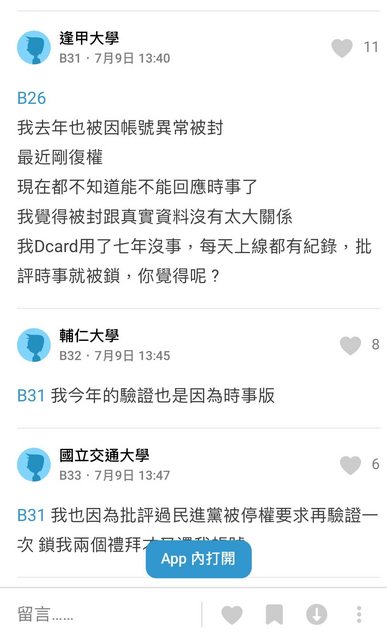 逢甲大學
B31．7月9日 13:40
11
B26
我去年也被因帳號異常被封
最近剛復權
現在都不知道能不能回應時事了
我覺得被封跟真實資料沒有太大關係
我Dcard用了七年沒事，每天上線都有紀錄，批
評時事就被鎖，你覺得呢？
輔仁大學
B32．7月9日 13:45
8
B31 我今年的驗證也是因為時事版
國立交通大學
B33．7月9日 13:47
6
B31 我也因為批評過民進黨被停權要求再驗證一
次 鎖我兩個禮拜
App 內打開
留言......